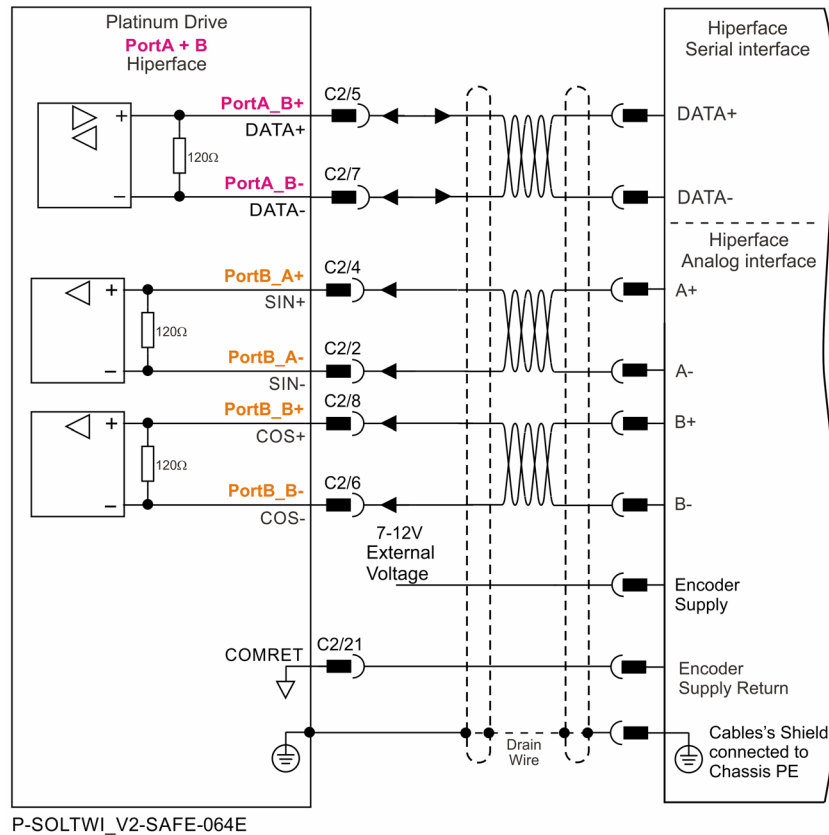 Platinum Drive
PortA + B
Hiperface
Hiperface
Serial interface
PortA_B+
C2/5
DATA+
DATA+
+
120Ω
PortA_B-
C2/7
DATA-
DATA-
−
Hiperface
Analog interface
PortB_A+
C2/4
SIN+
A+
+
120Ω
PortB_A-
C2/2
SIN-
A-
−
PortB_B+
C2/8
COS+
B+
+
120Ω
PortB_B-
C2/6
COS-
B-
−
7-12V
External
Voltage
Encoder
Supply
COMRET
C2/21
Encoder
Supply Return
Drain
Wire
Cables's Shield
connected to
Chassis PE
P-SOLTWI_V2-SAFE-064E